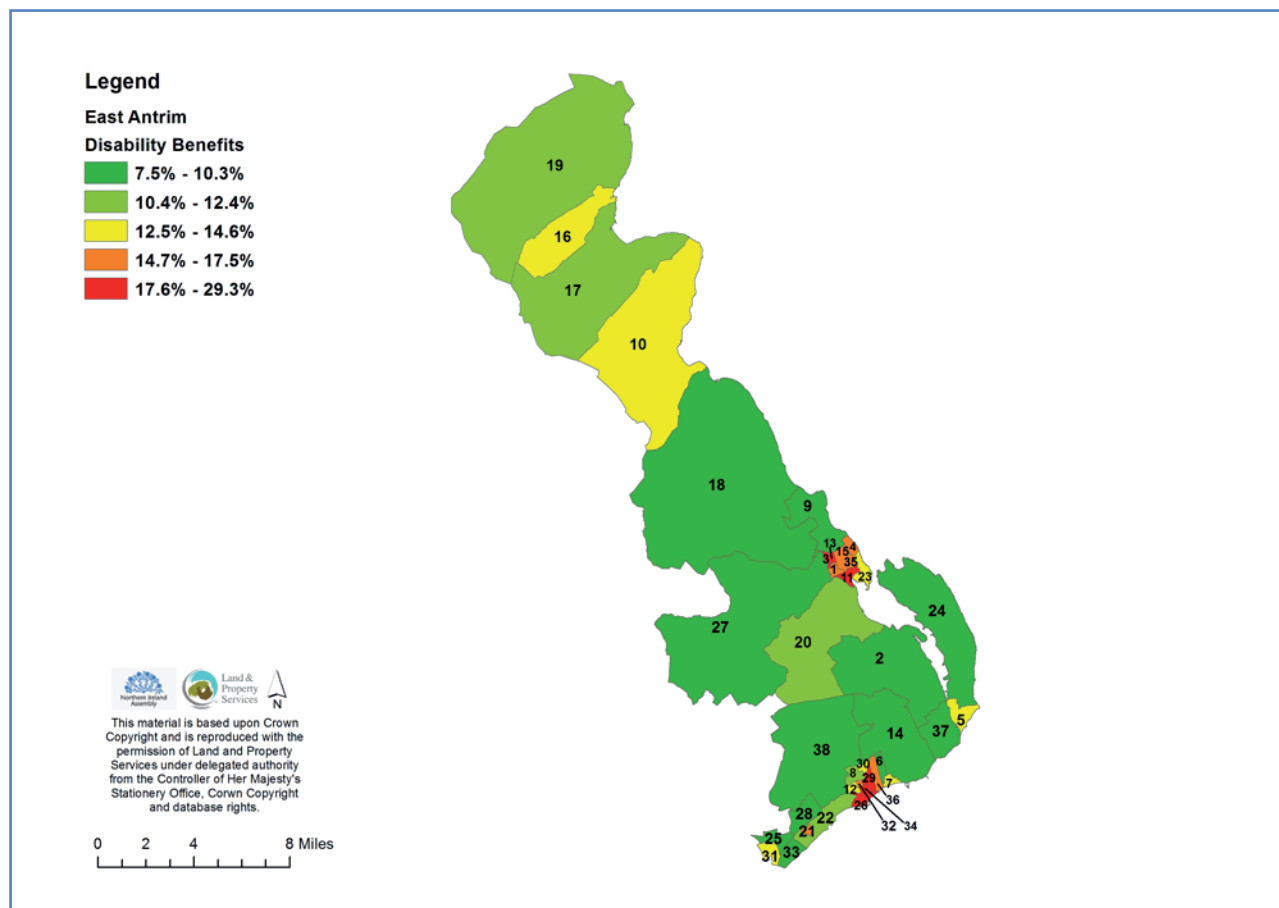 Legend
East Antrim
Disability Benefits
7.5% - 10.3%
10.4% - 12.4%
12.5% - 14.6%
14.7% - 17.5%
17.6% - 29.3%
19
16
17
10
18
9
13
15
4
3
35
1
11
23
24
27
20
2
5
37
14
38
30
6
8
29
7
12
36
26
32
34
28
22
21
25
33
31
Northern Ireland
Assembly
Land &
Property
Services
N
This material is based upon Crown
Copyright and is reproduced with the
permission of Land and Property
Services under delegated authority
from the Controller of Her Majesty's
Stationery Office, Corwn Copyright
and database rights.
0 2 4 8 Miles